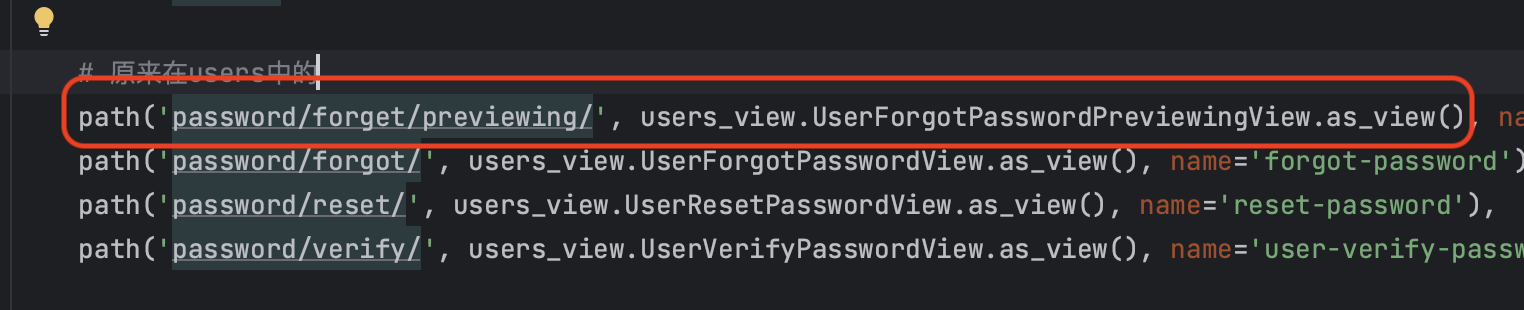 # 原来在users中的
path('password/forget/previewing/', users_view.UserForgotPasswordPreviewingView.as_view(), na
path('password/forgot/', users_view.UserForgotPasswordView.as_view(), name='forgot-password')
path('password/reset/', users_view.UserResetPasswordView.as_view(), name='reset-password'),
path('password/verify/', users_view.UserVerifyPasswordView.as_view(), name='user-verify-passw